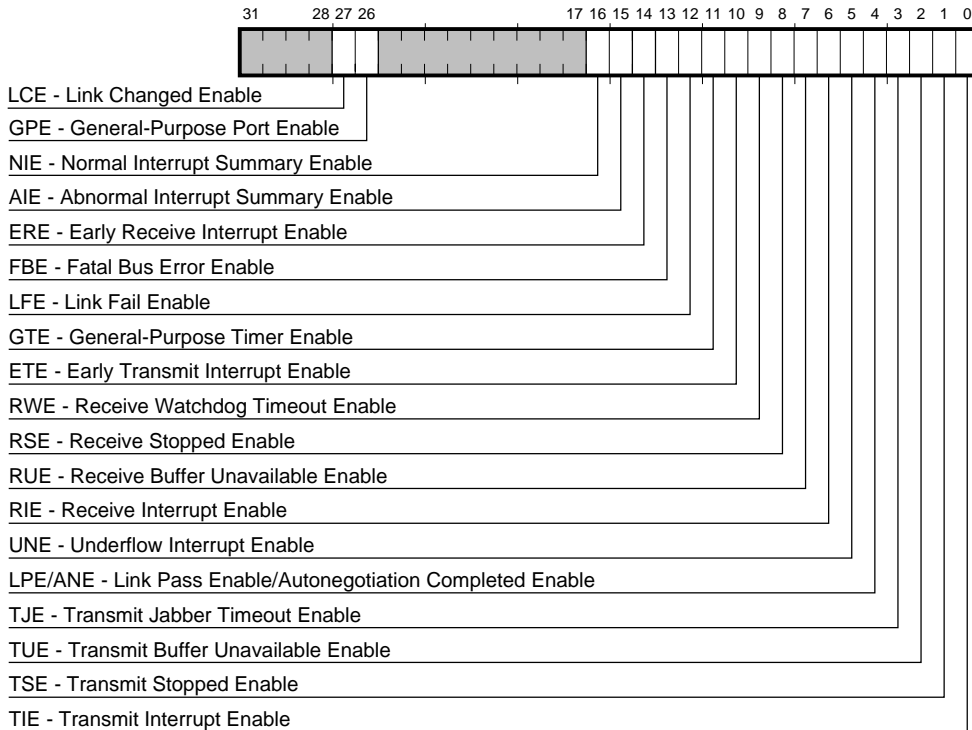 31 28 27 26 17 16 15 14 13 12 11 10 9 8 7 6 5 4 3 2 1 0
LCE - Link Changed Enable
GPE - General-Purpose Port Enable
NIE - Normal Interrupt Summary Enable
AIE - Abnormal Interrupt Summary Enable
ERE - Early Receive Interrupt Enable
FBE - Fatal Bus Error Enable
LFE - Link Fail Enable
GTE - General-Purpose Timer Enable
ETE - Early Transmit Interrupt Enable
RWE - Receive Watchdog Timeout Enable
RSE - Receive Stopped Enable
RUE - Receive Buffer Unavailable Enable
RIE - Receive Interrupt Enable
UNE - Underflow Interrupt Enable
LPE/ANE - Link Pass Enable/Autonegotiation Completed Enable
TJE - Transmit Jabber Timeout Enable
TUE - Transmit Buffer Unavailable Enable
TSE - Transmit Stopped Enable
TIE - Transmit Interrupt Enable